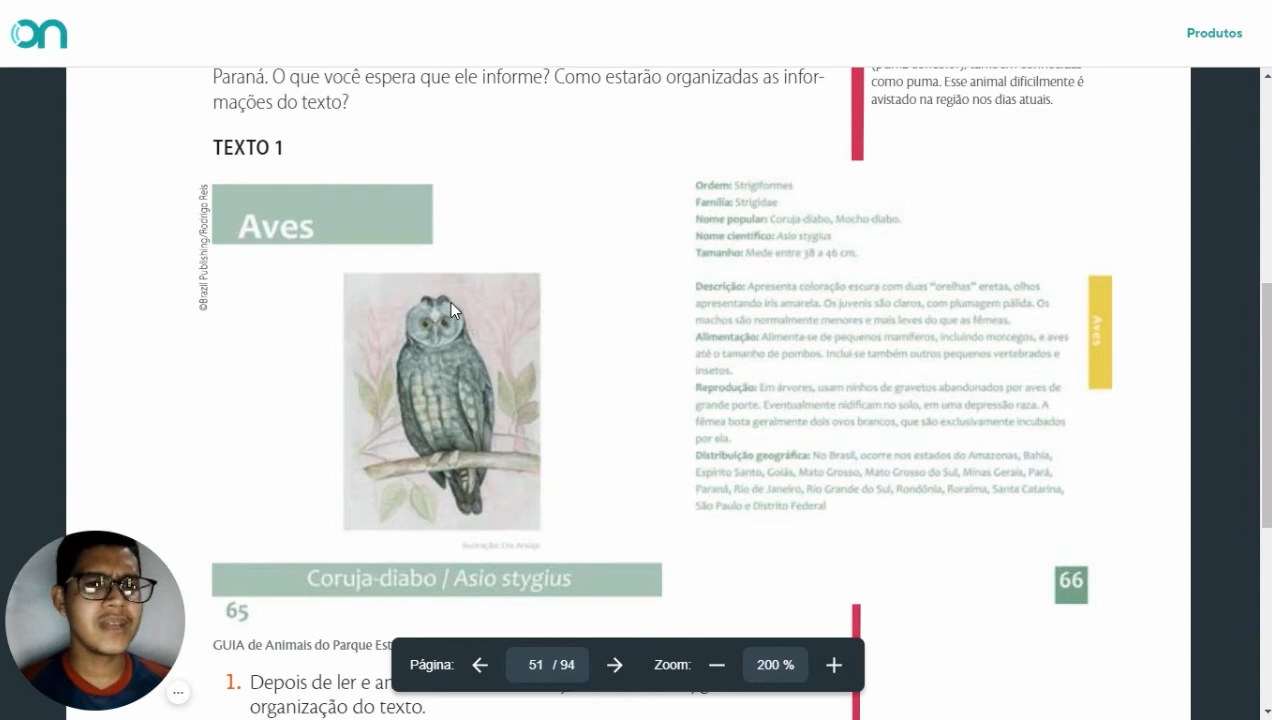 on
Produtos
Paraná. O que você espera que ele informe? Como estarão organizadas as infor-
mações do texto?
como puma. Esse animal dificilmente é
avistado na região nos dias atuais.
TEXTO 1
©Brazil Publishing/Rodrigo Reis
Aves
Ordem: Strigiformes
Família: Strigidae
Nome popular: Coruja-diabo, Mocho-diabo.
Nome científico: Asio stygius
Tamanho: Mede entre 38 a 46 cm.
Descrição: Apresenta coloração escura com duas "orelhas" eretas, olhos
apresentando íris amarela. Os juvenis são claros, com plumagem pálida. Os
machos são normalmente menores e mais leves do que as fêmeas.
Alimentação: Alimenta-se de pequenos mamíferos, incluindo morcegos, e aves
até o tamanho de pombos. Inclui-se também outros pequenos vertebrados e
insetos.
Reprodução: Em árvores, usam ninhos de gravetos abandonados por aves de
grande porte. Eventualmente nidificam no solo, em uma depressão raza. A
fêmea bota geralmente dois ovos brancos, que são exclusivamente incubados
por ela.
Distribuição geográfica: No Brasil, ocorre nos estados do Amazonas, Bahia,
Espírito Santo, Goiás, Mato Grosso, Mato Grosso do Sul, Minas Gerais, Pará,
Paraná, Rio de Janeiro, Rio Grande do Sul, Rondônia, Roraima, Santa Catarina,
São Paulo e Distrito Federal
Aves
Coruja-diabo / Asio stygius
65
66
GUIA de Animais do Parque Est
Página: 51 / 94 Zoom: 200 %
1. Depois de ler e an
organização do texto.